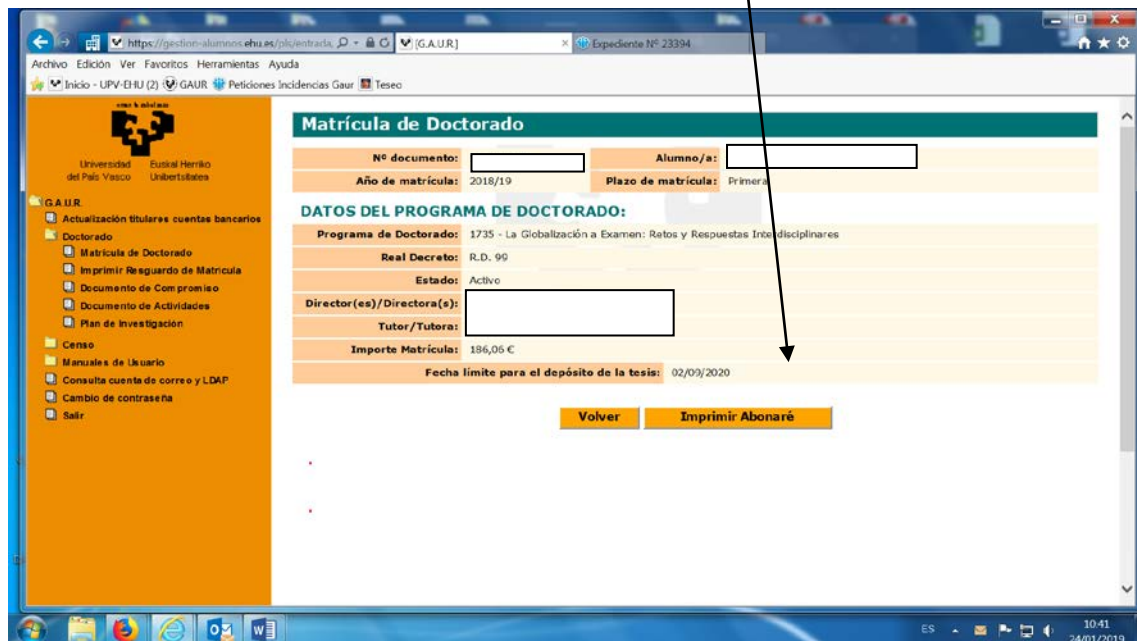 https://gestion-alumnos.ehu.es/pls/entrada,
[G.A.U.R.]
Expediente Nº 23394
Archivo Edición Ver Favoritos Herramientas Ayuda
Inicio - UPV-EHU (2) GAUR Peticiones Incidencias Gaur Teseo
Universidad Euskal Herriko
del País Vasco Unibertsitatea
G.A.U.R.
Actualización titulares cuentas bancarios
Doctorado
Matrícula de Doctorado
Imprimir Resguardo de Matrícula
Documento de Compromiso
Documento de Actividades
Plan de Investigación
Censo
Manuales de Usuario
Consulta cuenta de correo y LDAP
Cambio de contraseña
Salir
Matrícula de Doctorado
Nº documento: Alumno/a:
Año de matrícula: 2018/19 Plazo de matrícula: Primera
DATOS DEL PROGRAMA DE DOCTORADO:
Programa de Doctorado: 1735 - La Globalización a Examen: Retos y Respuestas Interdisciplinares
Real Decreto: R.D. 99
Estado: Activo
Director(es)/Directora(s):
Tutor/Tutora:
Importe Matrícula: 186,06 €
Fecha límite para el depósito de la tesis: 02/09/2020
Volver Imprimir Abonaré
ES
10:41
24/01/2019